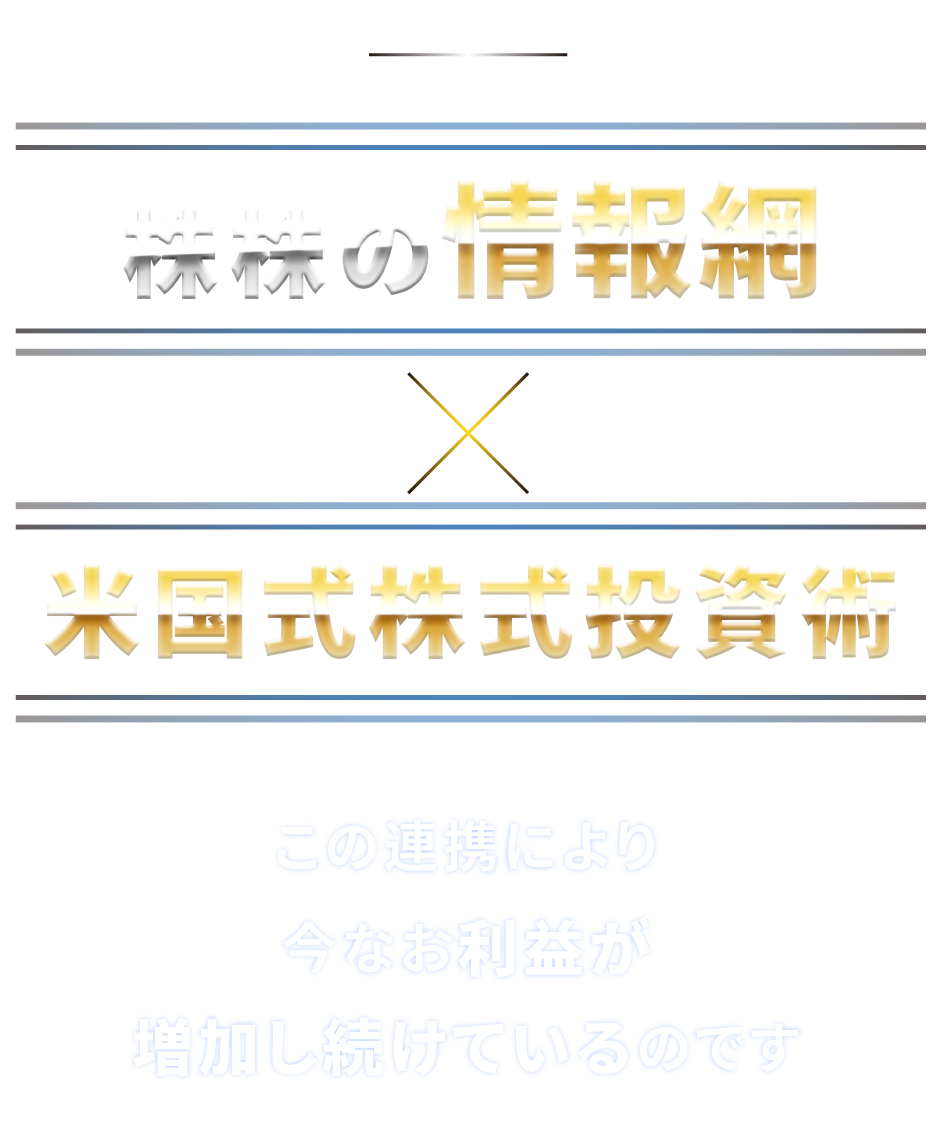 株株の情報網
×
米国式株式投資術
この連携により
今なお利益が
増加し続けているのです